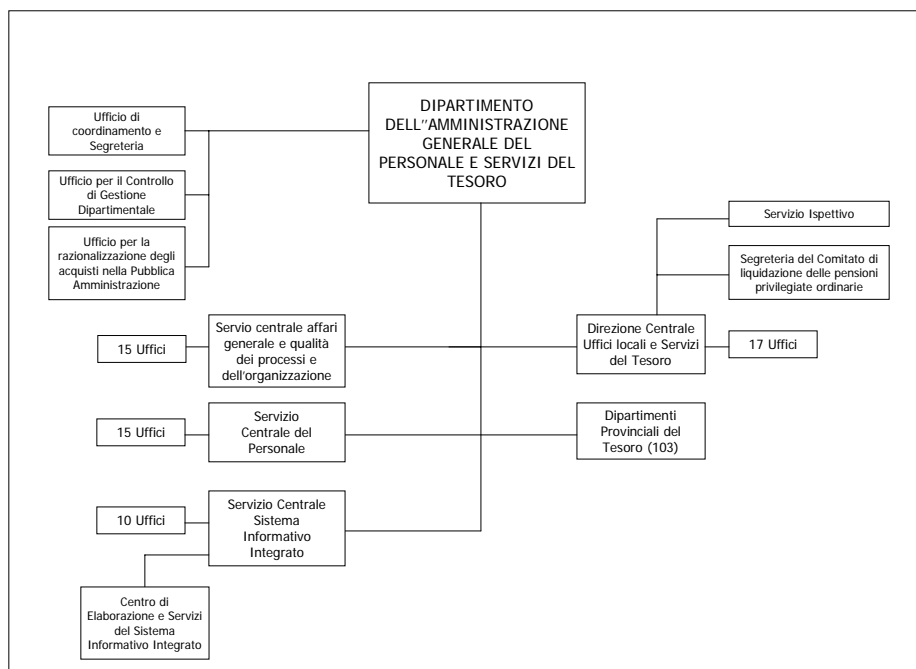 DIPARTIMENTO
DELL''AMMINISTRAZIONE
GENERALE DEL
PERSONALE E SERVIZI DEL
TESORO
Ufficio di
coordinamento e
Segreteria
Ufficio per il Controllo
di Gestione
Dipartimentale
Ufficio per la
razionalizzazione degli
acquisti nella Pubblica
Amministrazione
Servizio Ispettivo
Segreteria del Comitato di
liquidazione delle pensioni
privilegiate ordinarie
15 Uffici
Servio centrale affari
generale e qualità
dei processi e
dell'organizzazione
Direzione Centrale
Uffici locali e Servizi
del Tesoro
17 Uffici
15 Uffici
Servizio
Centrale del
Personale
Dipartimenti
Provinciali del
Tesoro (103)
10 Uffici
Servizio Centrale
Sistema
Informativo
Integrato
Centro di
Elaborazione e Servizi
del Sistema
Informativo Integrato